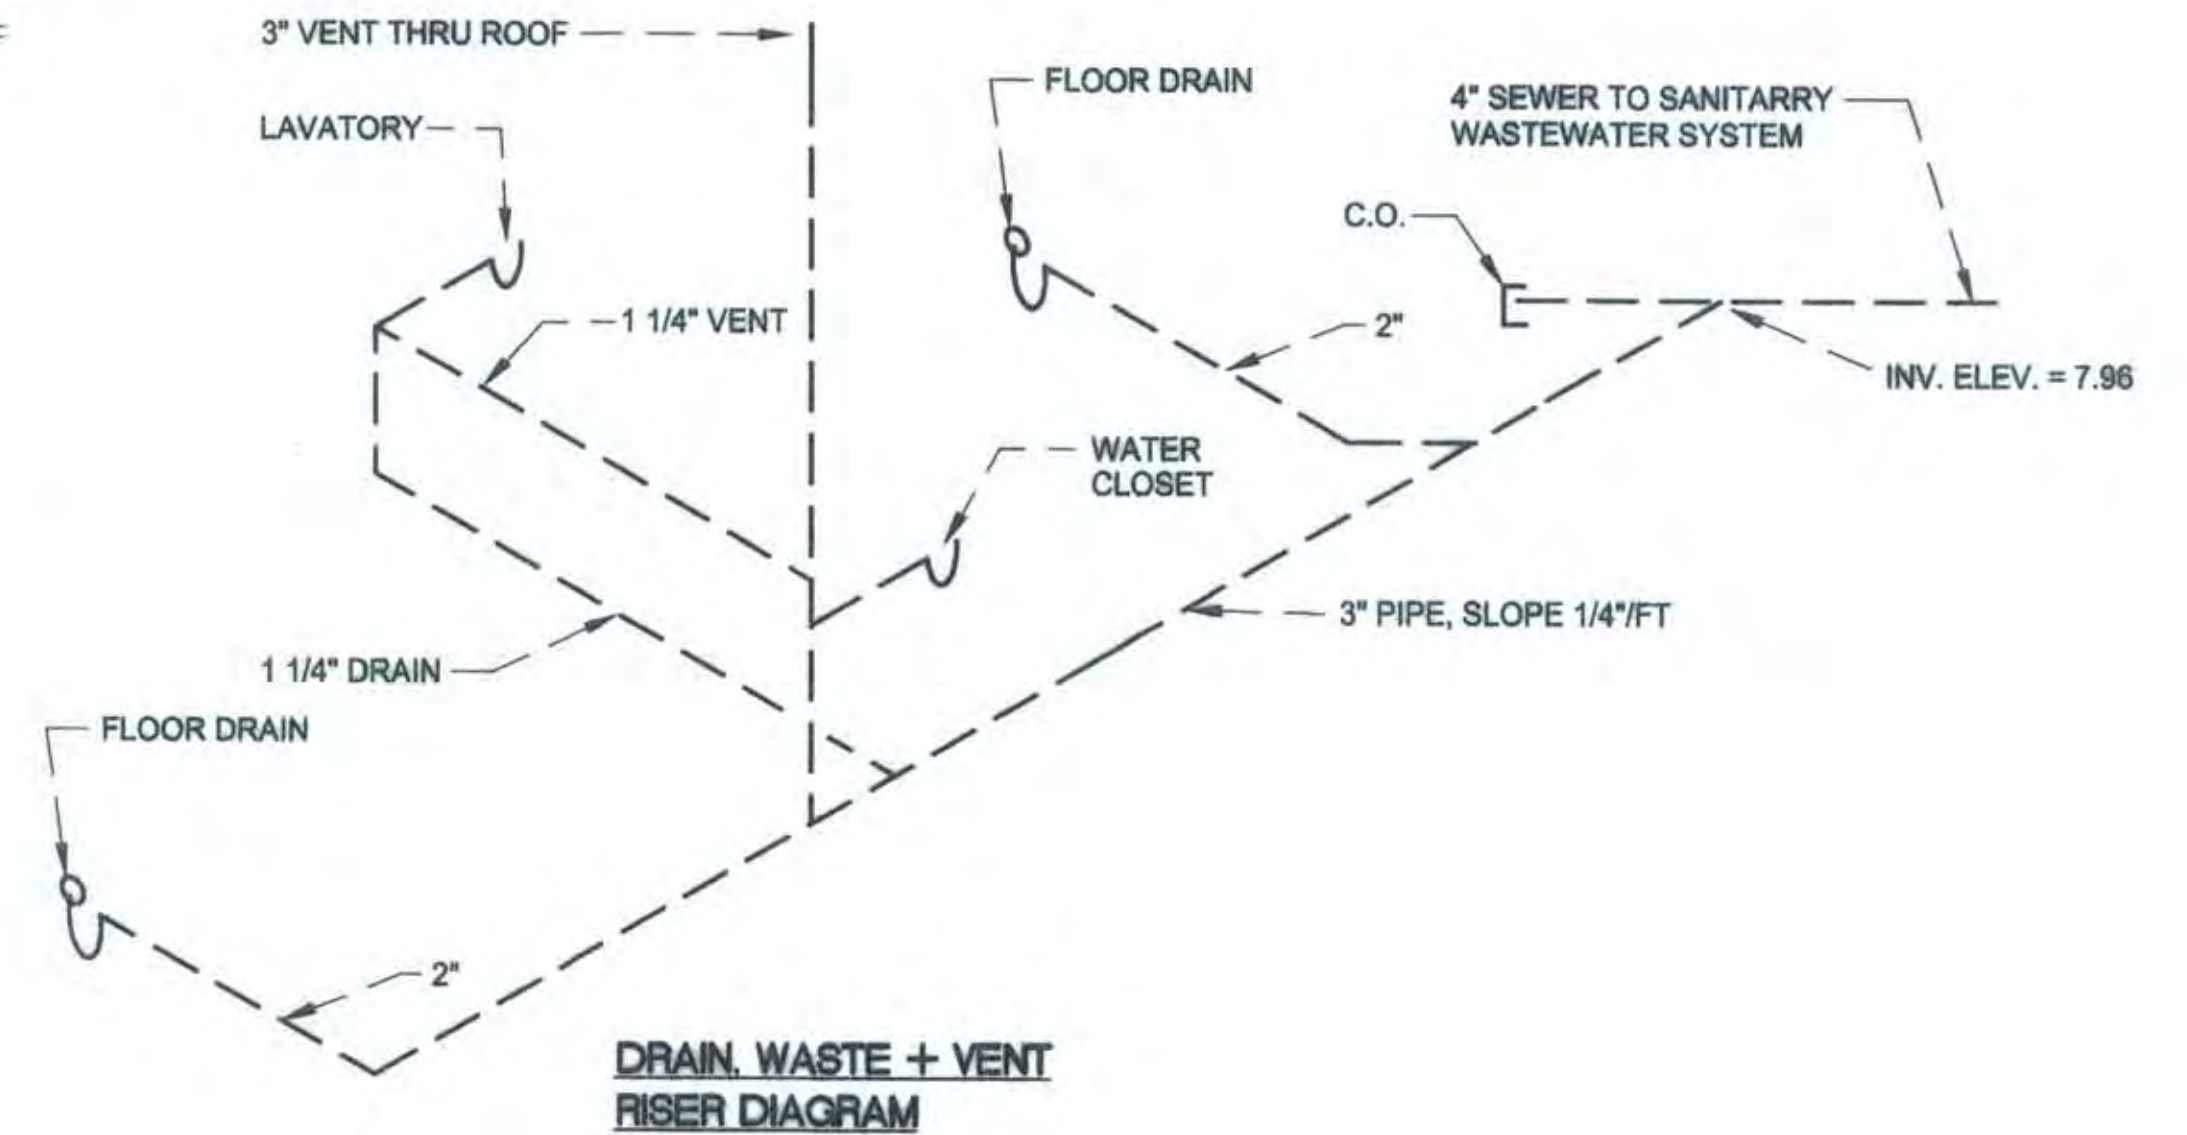 3" VENT THRU ROOF
LAVATORY
FLOOR DRAIN
4" SEWER TO SANITARRY
WASTEWATER SYSTEM
C.O.
1 1/4" VENT
2"
INV. ELEV. = 7.96
WATER
CLOSET
3" PIPE, SLOPE 1/4"/FT
1 1/4" DRAIN
FLOOR DRAIN
2"
DRAIN, WASTE + VENT
RISER DIAGRAM